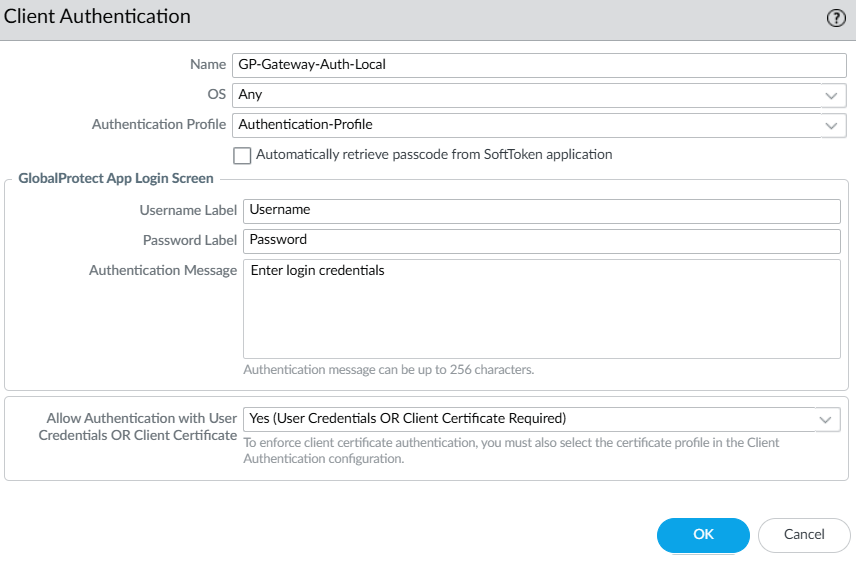 Client Authentication
Name GP-Gateway-Auth-Local
OS Any
Authentication Profile Authentication-Profile
Automatically retrieve passcode from SoftToken application
GlobalProtect App Login Screen
Username Label Username
Password Label Password
Authentication Message Enter login credentials
Authentication message can be up to 256 characters.
Allow Authentication with User Yes (User Credentials OR Client Certificate Required)
Credentials OR Client Certificate
To enforce client certificate authentication, you must also select the certificate profile in the Client
Authentication configuration.
OK Cancel